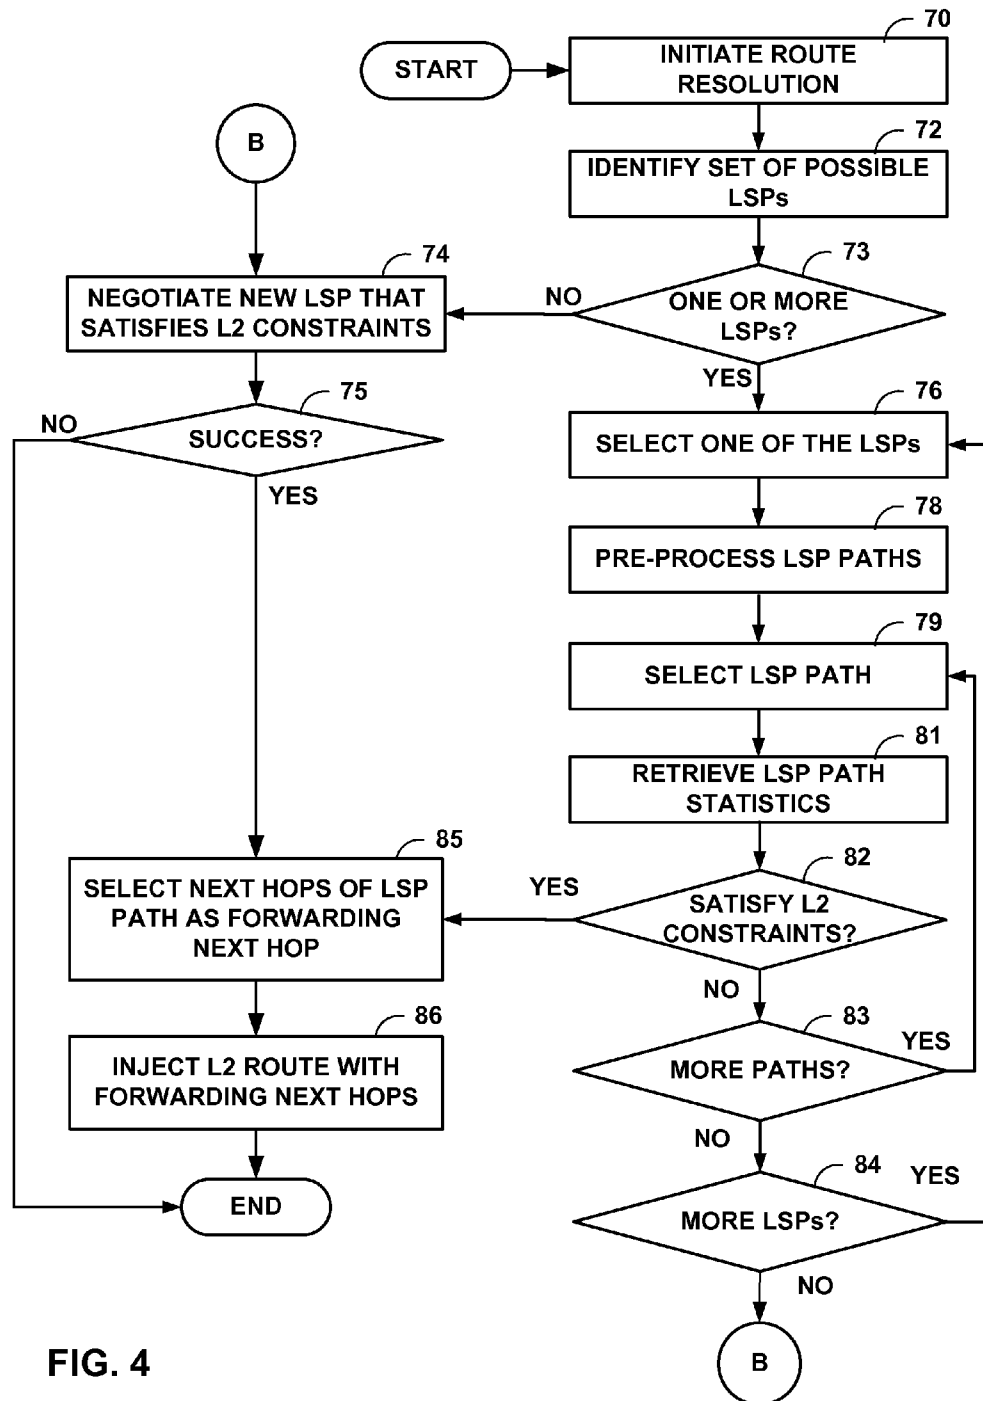 70
START
INITIATE ROUTE
RESOLUTION
B
72
IDENTIFY SET OF POSSIBLE
LSPs
74
73
NEGOTIATE NEW LSP THAT
SATISFIES L2 CONSTRAINTS
NO
ONE OR MORE
LSPs?
YES
75
76
NO
SUCCESS?
SELECT ONE OF THE LSPs
YES
78
PRE-PROCESS LSP PATHS
79
SELECT LSP PATH
81
RETRIEVE LSP PATH
STATISTICS
85
82
SELECT NEXT HOPS OF LSP
PATH AS FORWARDING
NEXT HOP
YES
SATISFY L2
CONSTRAINTS?
NO
86
83
INJECT L2 ROUTE WITH
FORWARDING NEXT HOPS
MORE PATHS?
YES
NO
84
END
MORE LSPs?
YES
NO
B
FIG. 4